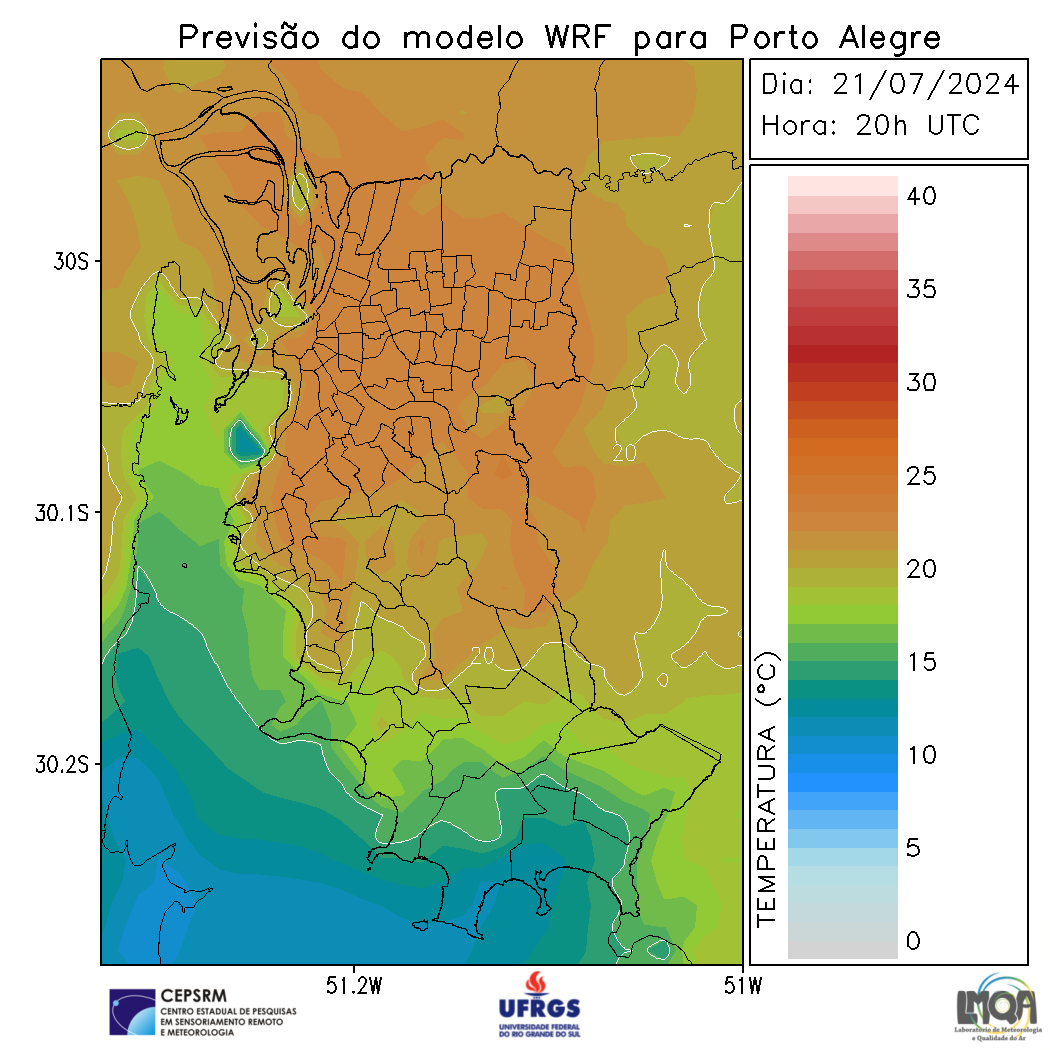 Previsão do modelo WRF para Porto Alegre
Dia: 21/07/2024
Hora: 20h UTC
30S
30.1S
30.2S
51.2W
51W
20
20
TEMPERATURA (°C)
40
35
30
25
20
15
10
5
0
CEPSRM
CENTRO ESTADUAL DE PESQUISAS
EM SENSORIAMENTO REMOTO
E METEOROLOGIA
UFRGS
UNIVERSIDADE FEDERAL
DO RIO GRANDE DO SUL
LMQA
Laboratório de Meteorologia
e Qualidade do Ar